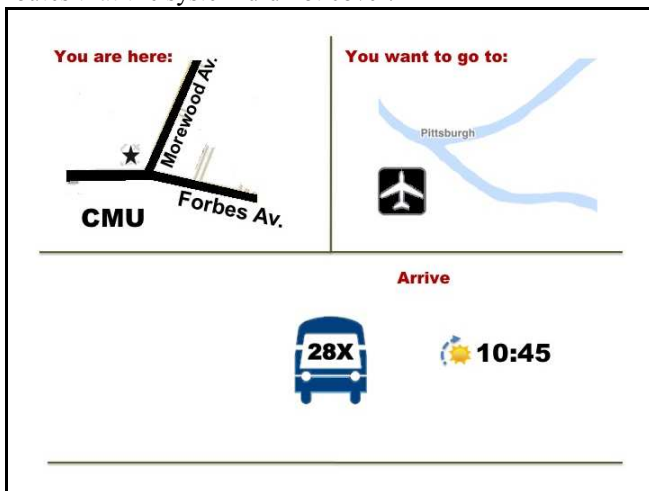 You are here:
Morewood Av.
Forbes Av.
CMU
You want to go to:
Pittsburgh
Arrive
28X
10:45